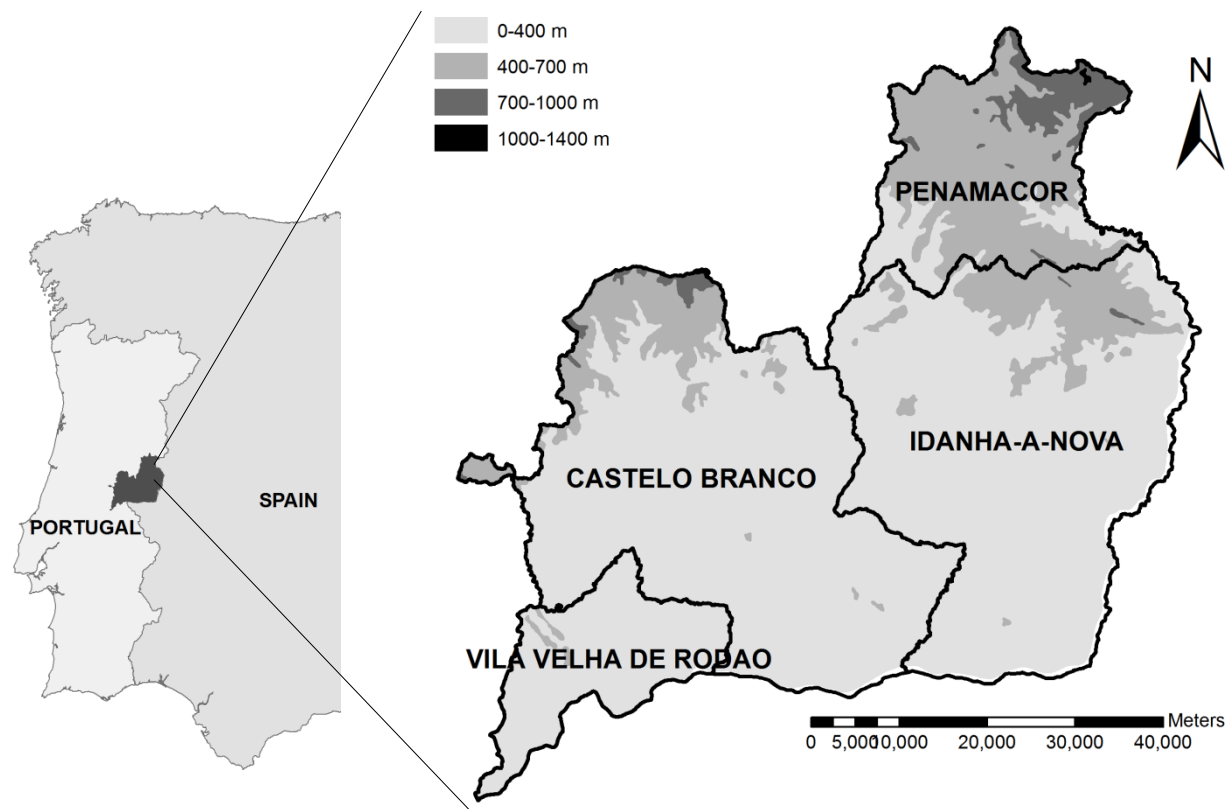 0-400 m
400-700 m
700-1000 m
1000-1400 m
N
PENAMACOR
IDANHA-A-NOVA
CASTELO BRANCO
SPAIN
PORTUGAL
VILA VELHA DE RODAO
Meters
0 5,000 10,000 20,000 30,000 40,000